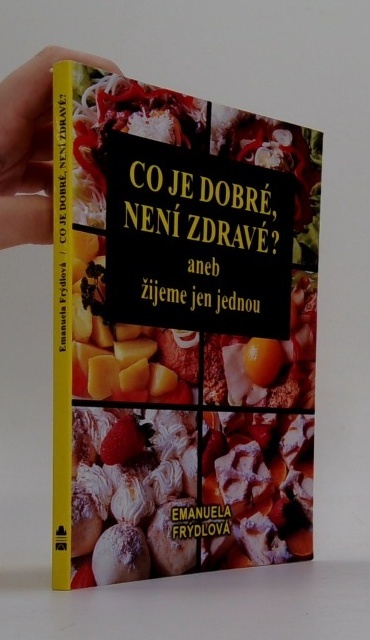 Emanuela Frýdlová / CO JE DOBRÉ, NENÍ ZDRAVÉ?
CO JE DOBRÉ,
NENÍ ZDRAVÉ?
aneb
žijeme jen jednou
EMANUELA
FRÝDLOVÁ